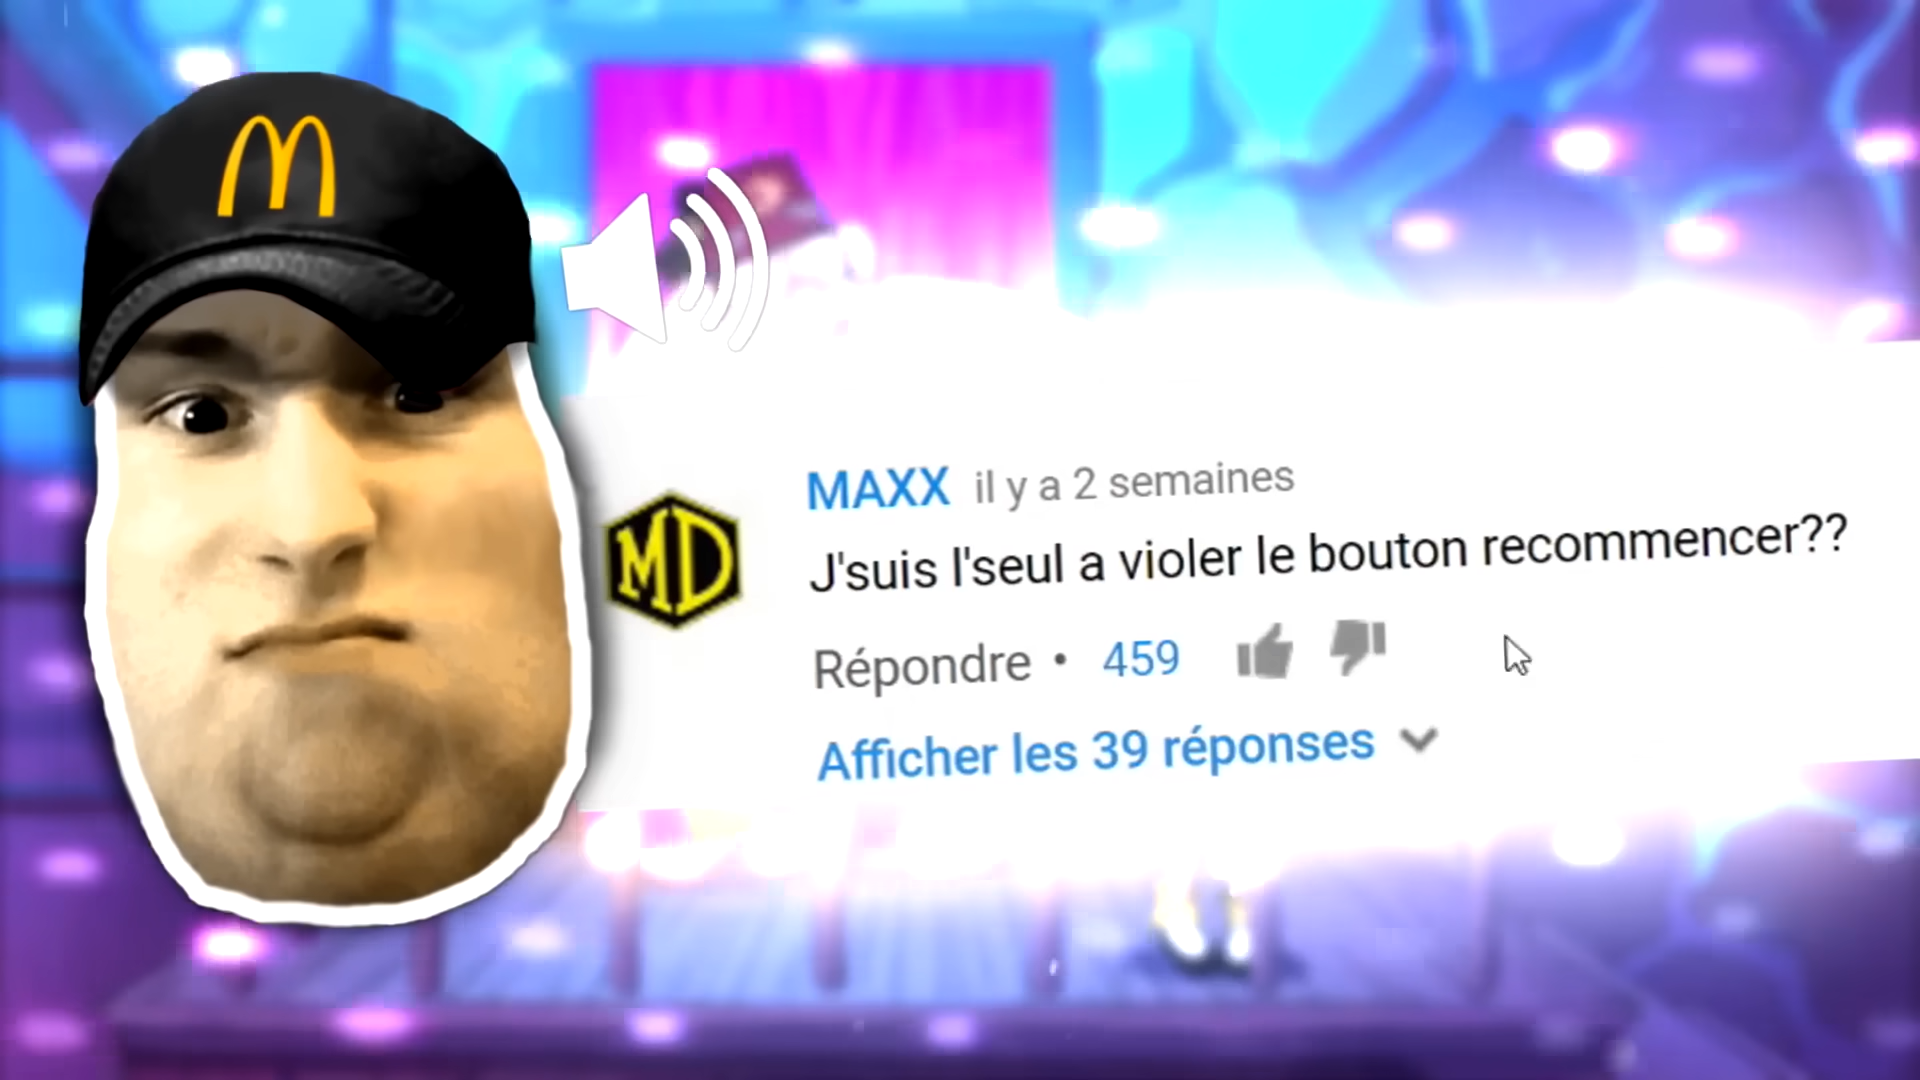 M
MD
MAXX il y a 2 semaines
J'suis l'seul a violer le bouton recommencer??
Répondre • 459
Afficher les 39 réponses